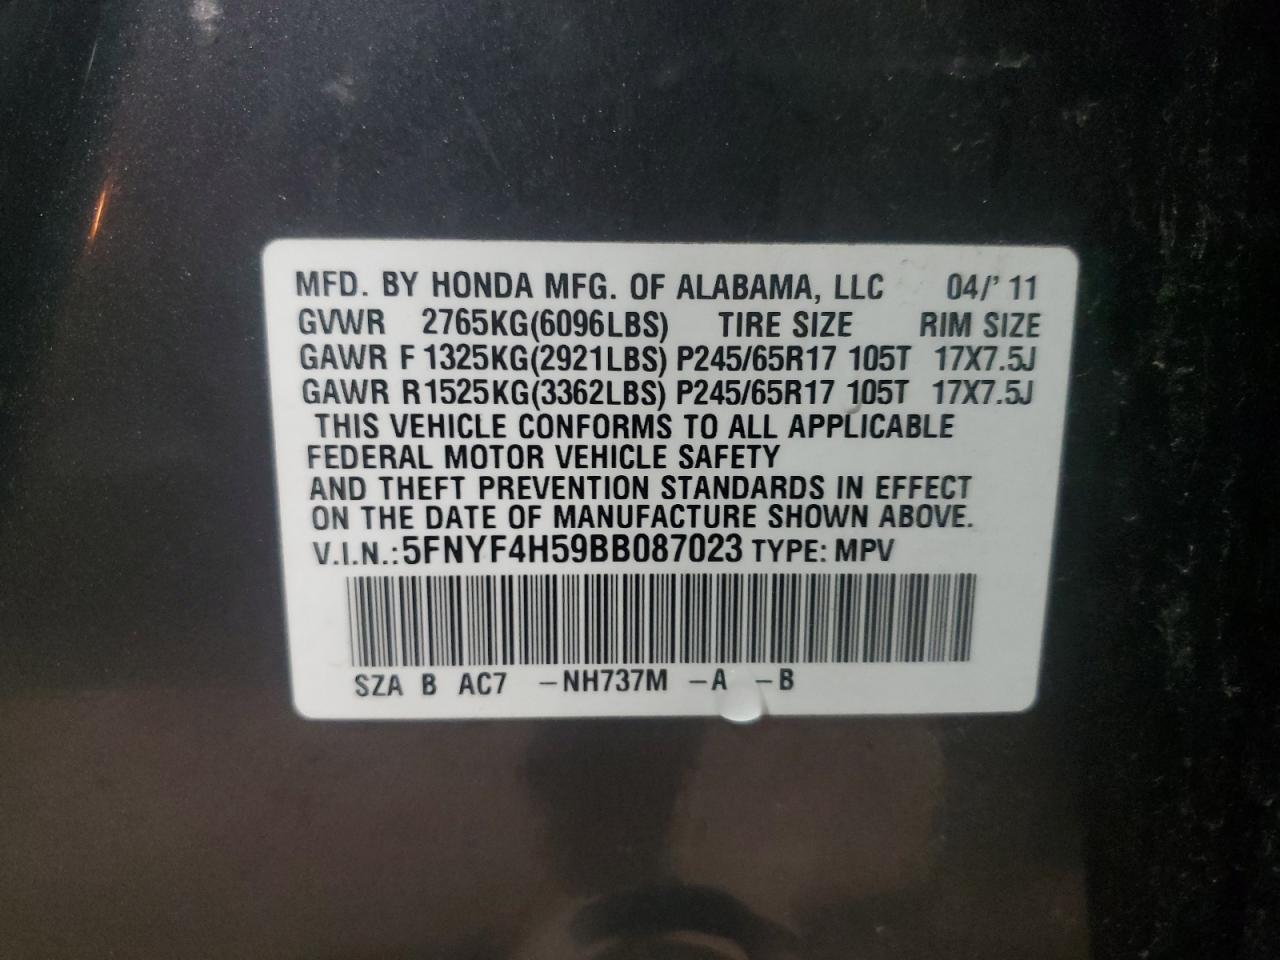 MFD. BY HONDA MFG. OF ALABAMA, LLC 04/' 11
GVWR 2765KG(6096LBS) TIRE SIZE RIM SIZE
GAWR F 1325KG(2921LBS) P245/65R17 105T 17X7.5J
GAWR R1525KG(3362LBS) P245/65R17 105T 17X7.5J
THIS VEHICLE CONFORMS TO ALL APPLICABLE
FEDERAL MOTOR VEHICLE SAFETY
AND THEFT PREVENTION STANDARDS IN EFFECT
ON THE DATE OF MANUFACTURE SHOWN ABOVE.
V.I.N.:5FNYF4H59BB087023 TYPE: MPV
SZA B AC7 –NH737M –A –B